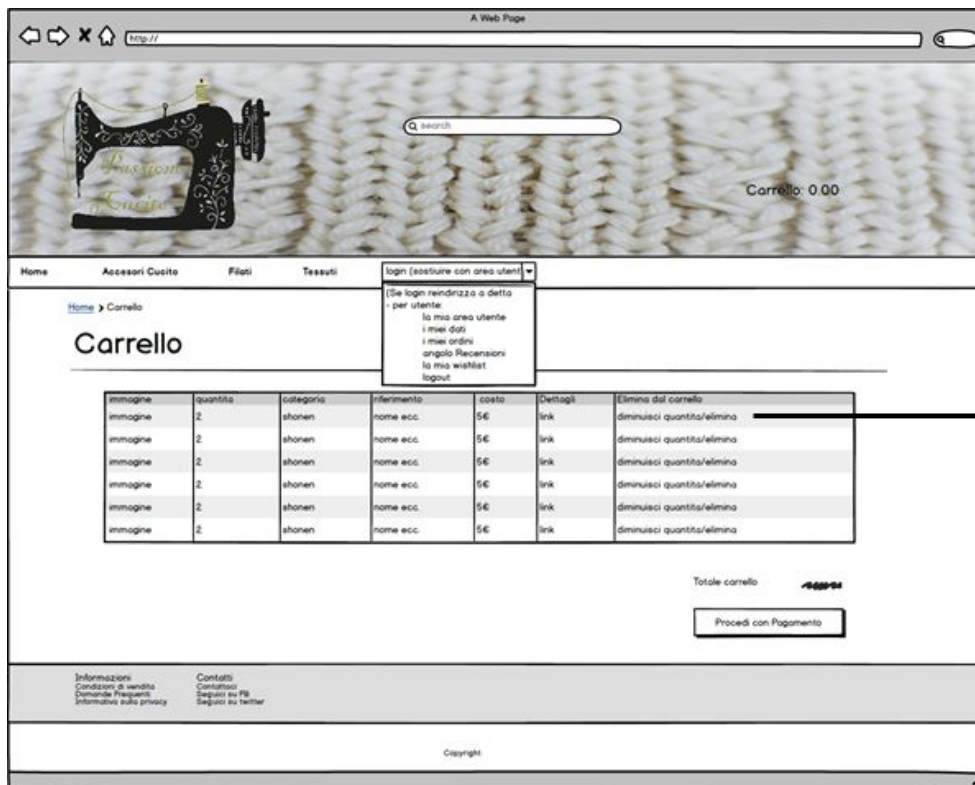 A Web Page
http://
search
Passione
Cucito
Carrello: 0.00
Home Accesori Cucito Filati Tessuti login (sostiuire con area utent
(Se login reindirizza a detta
- per utente:
la mia area utente
i miei dati
i miei ordini
angolo Recensioni
la mia wishlist
logout
Home > Carrello
Carrello
immagine quantita categoria riferimento costo Dettagli Elimina dal carrello
immagine 2 shonen nome ecc. 5€ link diminuisci quantita/elimina
immagine 2 shonen nome ecc. 5€ link diminuisci quantita/elimina
immagine 2 shonen nome ecc. 5€ link diminuisci quantita/elimina
immagine 2 shonen nome ecc. 5€ link diminuisci quantita/elimina
immagine 2 shonen nome ecc. 5€ link diminuisci quantita/elimina
immagine 2 shonen nome ecc. 5€ link diminuisci quantita/elimina
Totale carrello
Procedi con Pagamento
Informazioni
Condizioni di vendita
Domande Frequenti
Informativa sulla privacy
Contatti
Contattaci
Seguici su FB
Seguici su twitter
Copyright